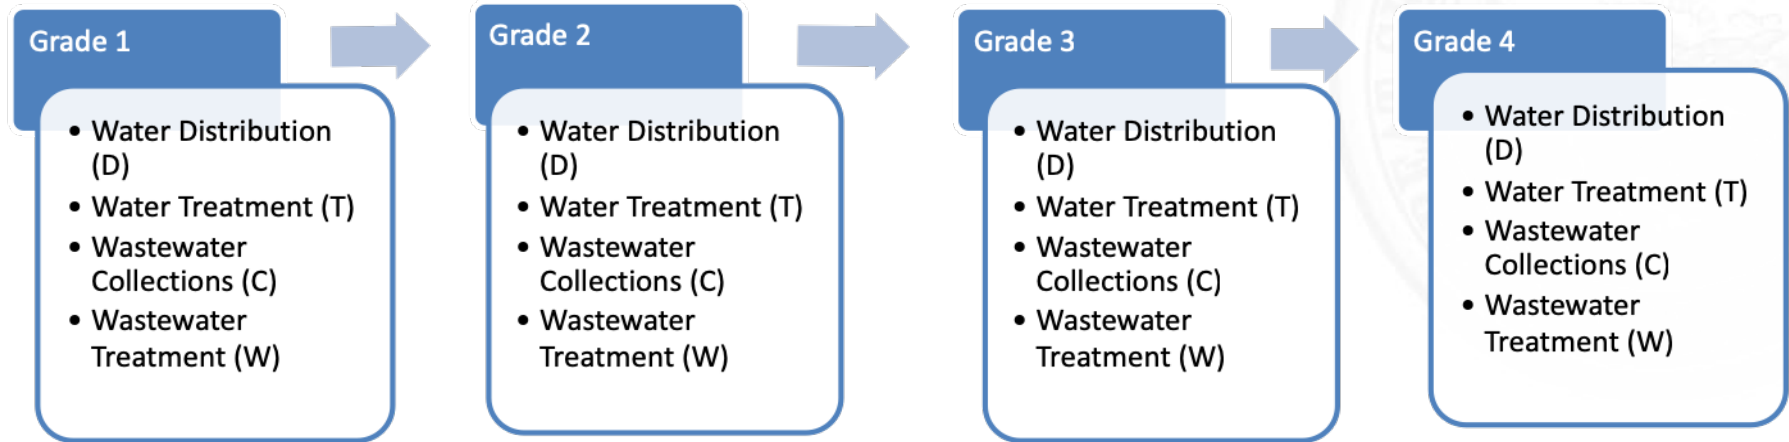 Grade 1
• Water Distribution
(D)
• Water Treatment (T)
• Wastewater
Collections (C)
• Wastewater
Treatment (W)
Grade 2
• Water Distribution
(D)
• Water Treatment (T)
• Wastewater
Collections (C)
• Wastewater
Treatment (W)
Grade 3
• Water Distribution
(D)
• Water Treatment (T)
• Wastewater
Collections (C)
• Wastewater
Treatment (W)
Grade 4
• Water Distribution
(D)
• Water Treatment (T)
• Wastewater
Collections (C)
• Wastewater
Treatment (W)